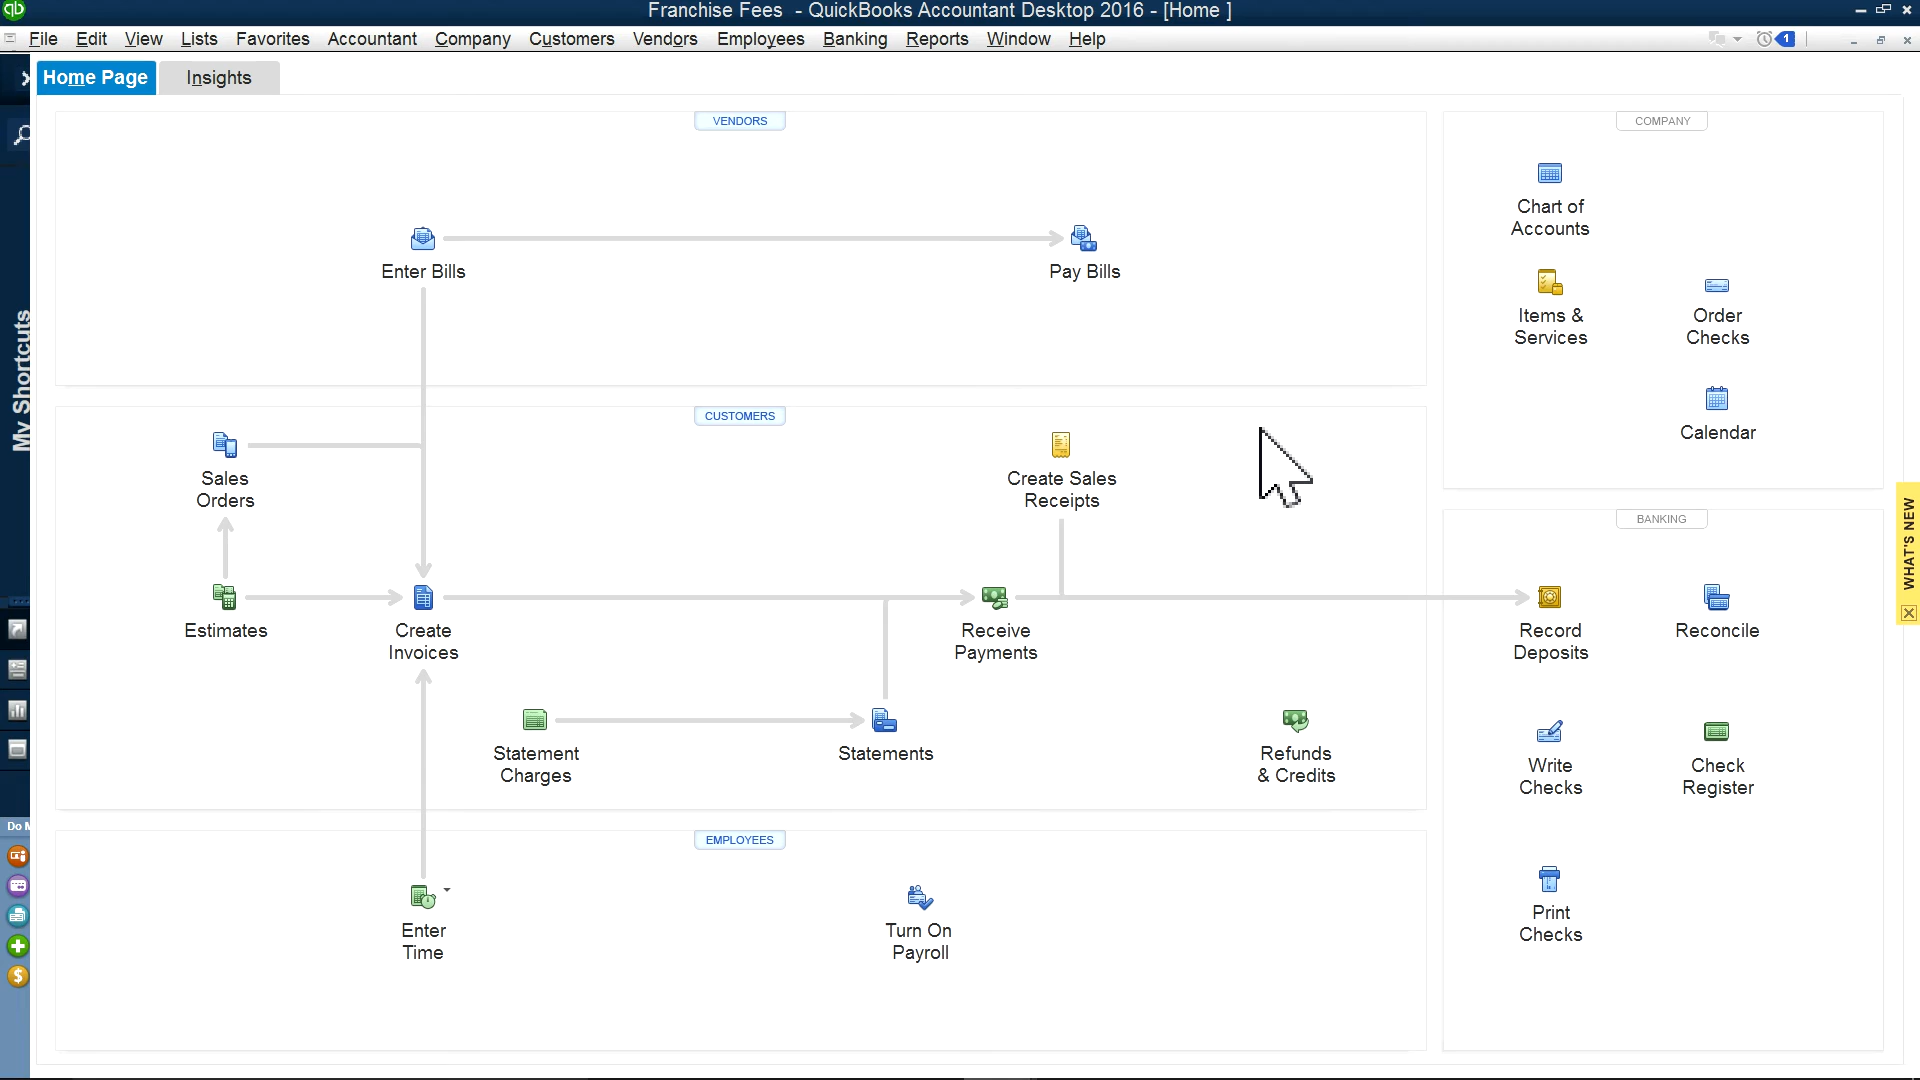 qb
Franchise Fees - QuickBooks Accountant Desktop 2016 - [Home ]
File Edit View Lists Favorites Accountant Company Customers Vendors Employees Banking Reports Window Help
1
Home Page
Insights
My Shortcuts
Do M
VENDORS
Enter Bills
Pay Bills
CUSTOMERS
Sales
Orders
Create Sales
Receipts
Estimates
Create
Invoices
Receive
Payments
Statement
Charges
Statements
Refunds
& Credits
EMPLOYEES
Enter
Time
Turn On
Payroll
COMPANY
Chart of
Accounts
Items &
Services
Order
Checks
Calendar
BANKING
Record
Deposits
Reconcile
Write
Checks
Check
Register
Print
Checks
WHAT'S NEW